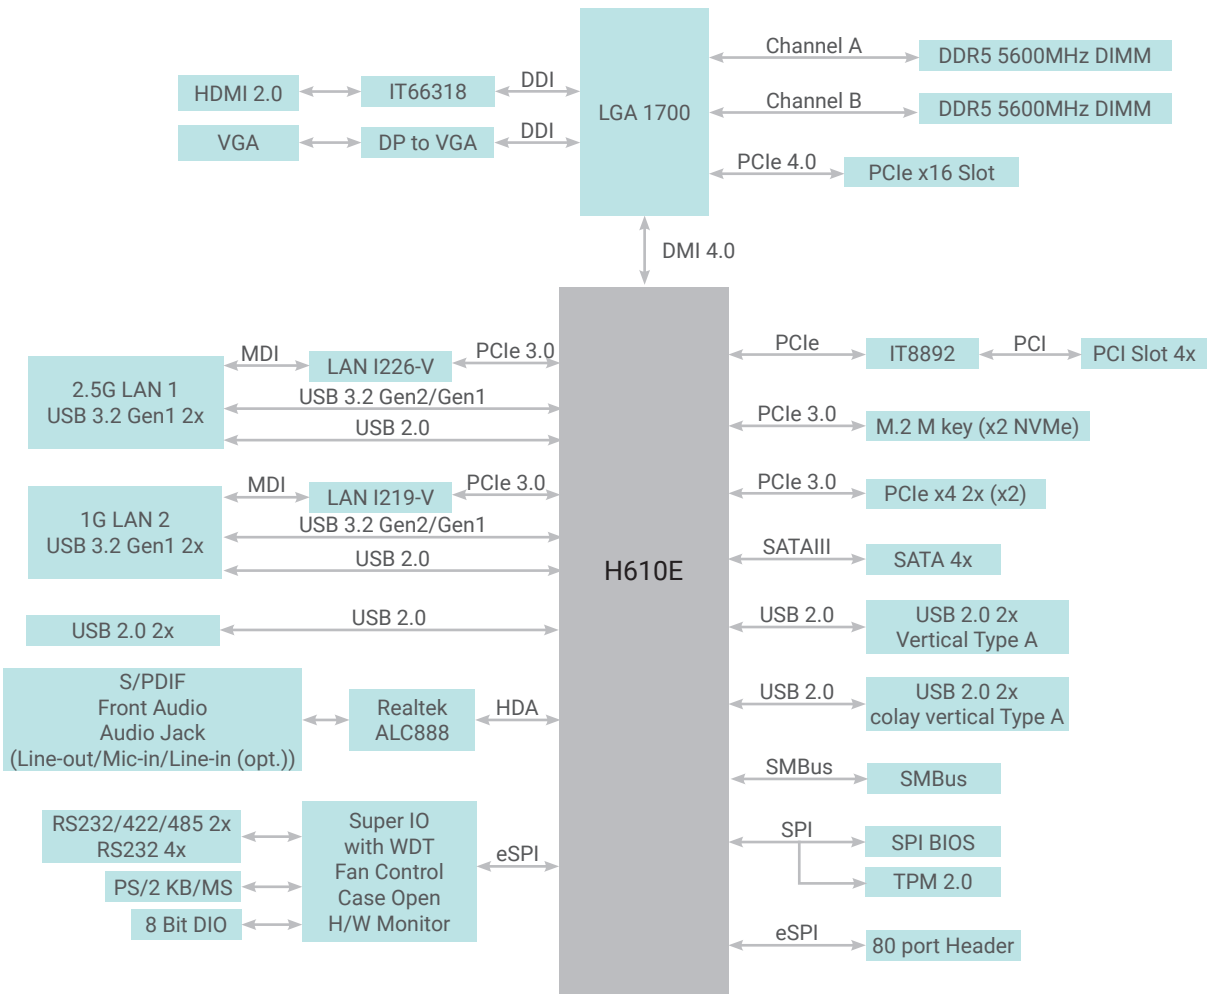 Channel A
DDR5 5600MHz DIMM
HDMI 2.0
IT66318
DDI
LGA 1700
Channel B
DDR5 5600MHz DIMM
VGA
DP to VGA
DDI
PCIe 4.0
PCIe x16 Slot
DMI 4.0
2.5G LAN 1
USB 3.2 Gen1 2x
MDI
LAN I226-V
PCIe 3.0
USB 3.2 Gen2/Gen1
USB 2.0
1G LAN 2
USB 3.2 Gen1 2x
MDI
LAN I219-V
PCIe 3.0
USB 3.2 Gen2/Gen1
USB 2.0
USB 2.0 2x
USB 2.0
S/PDIF
Front Audio
Audio Jack
(Line-out/Mic-in/Line-in (opt.))
Realtek
ALC888
HDA
RS232/422/485 2x
RS232 4x
PS/2 KB/MS
8 Bit DIO
Super IO
with WDT
Fan Control
Case Open
H/W Monitor
eSPI
H610E
PCIe
IT8892
PCI
PCI Slot 4x
PCIe 3.0
M.2 M key (x2 NVMe)
PCIe 3.0
PCIe x4 2x (x2)
SATAIII
SATA 4x
USB 2.0
USB 2.0 2x
Vertical Type A
USB 2.0
USB 2.0 2x
colay vertical Type A
SMBus
SMBus
SPI
SPI BIOS
TPM 2.0
eSPI
80 port Header